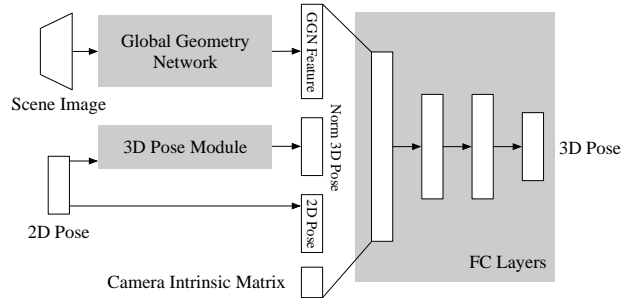 Global Geometry
Network
GGN Feature
Scene Image
3D Pose Module
Norm 3D Pose
3D Pose
2D Pose
2D Pose
Camera Intrinsic Matrix
FC Layers